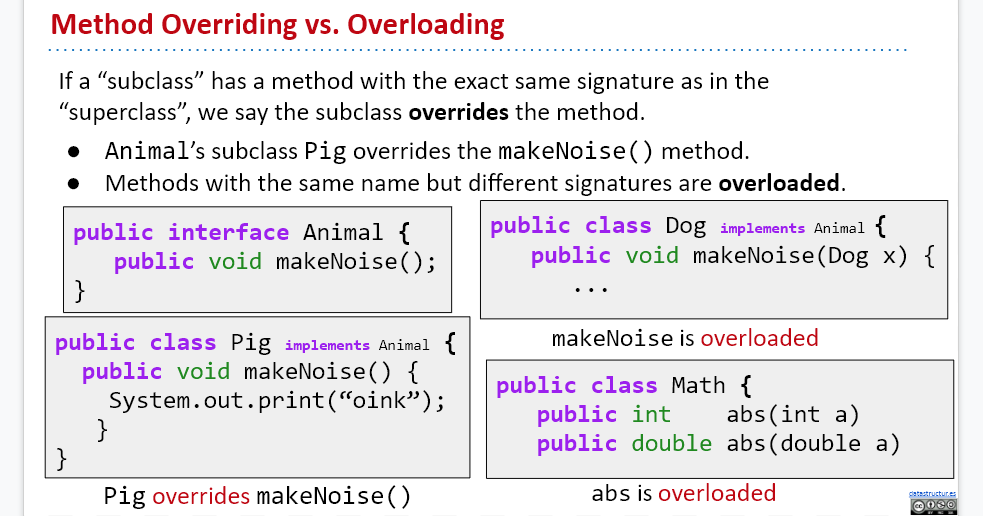 Method Overriding vs. Overloading
If a “subclass” has a method with the exact same signature as in the
“superclass”, we say the subclass overrides the method.
● Animal’s subclass Pig overrides the makeNoise() method.
● Methods with the same name but different signatures are overloaded.
public interface Animal {
public void makeNoise();
}
public class Pig implements Animal {
public void makeNoise() {
System.out.print(“oink”);
}
}
Pig overrides makeNoise()
public class Dog implements Animal {
public void makeNoise(Dog x) {
...
makeNoise is overloaded
public class Math {
public int abs(int a)
public double abs(double a)
abs is overloaded
datastructur.es